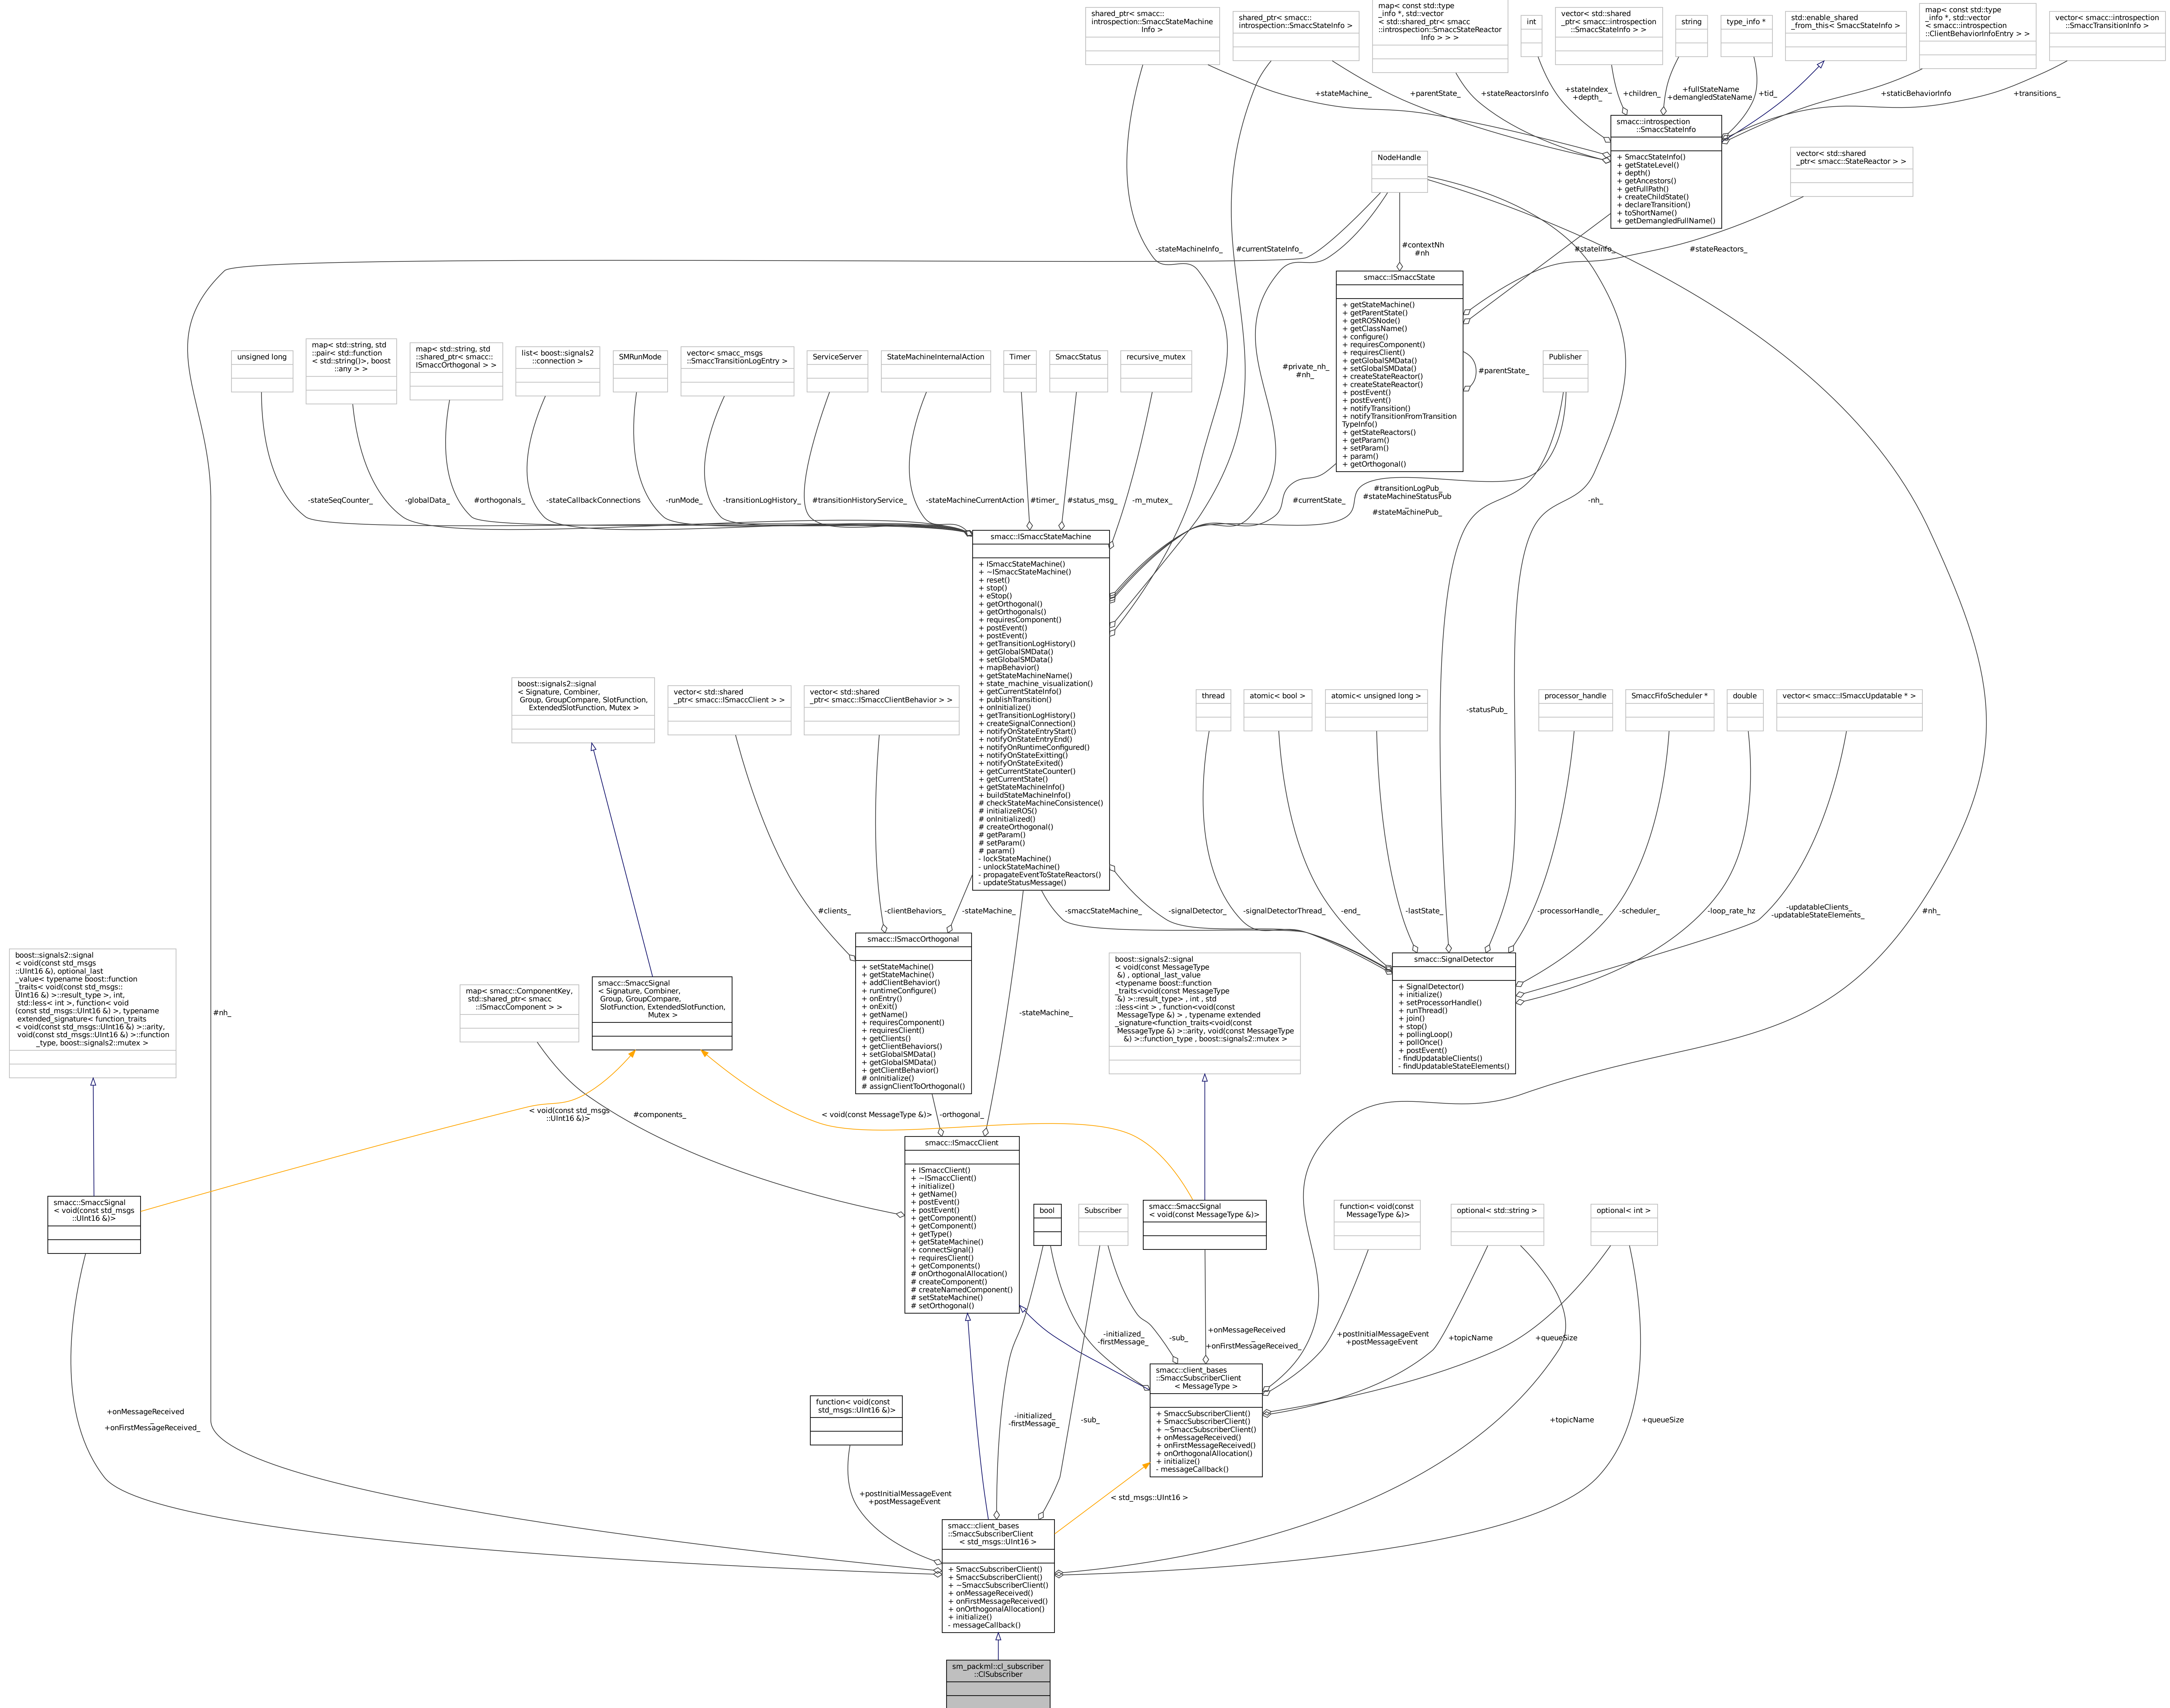 shared_ptr< smacc::
introspection::SmaccStateMachine
Info >
shared_ptr< smacc::
introspection::SmaccStateInfo >
map< const std::type
_info *, std::vector
< std::shared_ptr< smacc
::introspection::SmaccStateReactor
Info > > >
int
vector< std::shared
_ptr< smacc::introspection
::SmaccStateInfo > >
string
type_info *
std::enable_shared
_from_this< SmaccStateInfo >
map< const std::type
_info *, std::vector
< smacc::introspection
::ClientBehaviorInfoEntry > >
vector< smacc::introspection
::SmaccTransitionInfo >
+stateMachine_
+parentState_
+stateReactorsInfo
+stateIndex_
+depth_
+children_
+fullStateName
+demangledStateName
+tid_
+staticBehaviorInfo
+transitions_
smacc::introspection
::SmaccStateInfo
+ SmaccStateInfo()
+ getStateLevel()
+ depth()
+ getAncestors()
+ getFullPath()
+ createChildState()
+ declareTransition()
+ toShortName()
+ getDemangledFullName()
NodeHandle
vector< std::shared
_ptr< smacc::StateReactor > >
-stateMachineInfo_
#currentStateInfo_
#contextNh
#nh
#stateInfo_
#stateReactors_
smacc::ISmaccState
+ getStateMachine()
+ getParentState()
+ getROSNode()
+ getClassName()
+ configure()
+ requiresComponent()
+ requiresClient()
+ getGlobalSMData()
+ setGlobalSMData()
+ createStateReactor()
+ createStateReactor()
+ postEvent()
+ postEvent()
+ notifyTransition()
+ notifyTransitionFromTransition
TypeInfo()
+ getStateReactors()
+ getParam()
+ setParam()
+ param()
+ getOrthogonal()
#parentState_
unsigned long
map< std::string, std
::pair< std::function
< std::string()>, boost
::any > >
map< std::string, std
::shared_ptr< smacc::
ISmaccOrthogonal > >
list< boost::signals2
::connection >
SMRunMode
vector< smacc_msgs
::SmaccTransitionLogEntry >
ServiceServer
StateMachineInternalAction
Timer
SmaccStatus
recursive_mutex
#private_nh_
#nh_
Publisher
-stateSeqCounter_
-globalData_
#orthogonals_
-stateCallbackConnections
-runMode_
-transitionLogHistory_
#transitionHistoryService_
-stateMachineCurrentAction
#timer_
#status_msg_
-m_mutex_
#currentState_
#transitionLogPub_
#stateMachineStatusPub
_
#stateMachinePub_
-nh_
smacc::ISmaccStateMachine
+ ISmaccStateMachine()
+ ~ISmaccStateMachine()
+ reset()
+ stop()
+ eStop()
+ getOrthogonal()
+ getOrthogonals()
+ requiresComponent()
+ postEvent()
+ postEvent()
+ getTransitionLogHistory()
+ getGlobalSMData()
+ setGlobalSMData()
+ mapBehavior()
+ getStateMachineName()
+ state_machine_visualization()
+ getCurrentStateInfo()
+ publishTransition()
+ onInitialize()
+ getTransitionLogHistory()
+ createSignalConnection()
+ notifyOnStateEntryStart()
+ notifyOnStateEntryEnd()
+ notifyOnRuntimeConfigured()
+ notifyOnStateExitting()
+ notifyOnStateExited()
+ getCurrentStateCounter()
+ getCurrentState()
+ getStateMachineInfo()
+ buildStateMachineInfo()
# checkStateMachineConsistence()
# initializeROS()
# onInitialized()
# createOrthogonal()
# getParam()
# setParam()
# param()
- lockStateMachine()
- unlockStateMachine()
- propagateEventToStateReactors()
- updateStatusMessage()
boost::signals2::signal
< Signature, Combiner,
Group, GroupCompare, SlotFunction,
ExtendedSlotFunction, Mutex >
vector< std::shared
_ptr< smacc::ISmaccClient > >
vector< std::shared
_ptr< smacc::ISmaccClientBehavior > >
thread
atomic< bool >
atomic< unsigned long >
-statusPub_
processor_handle
SmaccFifoScheduler *
double
vector< smacc::ISmaccUpdatable * >
#clients_
-clientBehaviors_
-stateMachine_
-smaccStateMachine_
-signalDetector_
-signalDetectorThread_
-end_
-lastState_
-processorHandle_
-scheduler_
-loop_rate_hz
-updatableClients_
-updatableStateElements_
#nh_
smacc::ISmaccOrthogonal
+ setStateMachine()
+ getStateMachine()
+ addClientBehavior()
+ runtimeConfigure()
+ onEntry()
+ onExit()
+ getName()
+ requiresComponent()
+ requiresClient()
+ getClients()
+ getClientBehaviors()
+ setGlobalSMData()
+ getGlobalSMData()
+ getClientBehavior()
# onInitialize()
# assignClientToOrthogonal()
smacc::SignalDetector
+ SignalDetector()
+ initialize()
+ setProcessorHandle()
+ runThread()
+ join()
+ stop()
+ pollingLoop()
+ pollOnce()
+ postEvent()
- findUpdatableClients()
- findUpdatableStateElements()
boost::signals2::signal
< void(const std_msgs
::UInt16 &), optional_last
_value< typename boost::function
_traits< void(const std_msgs::
UInt16 &) >::result_type >, int,
std::less< int >, function< void
(const std_msgs::UInt16 &) >, typename
extended_signature< function_traits
< void(const std_msgs::UInt16 &) >::arity,
void(const std_msgs::UInt16 &) >::function
_type, boost::signals2::mutex >
map< smacc::ComponentKey,
std::shared_ptr< smacc
::ISmaccComponent > >
smacc::SmaccSignal
< Signature, Combiner,
Group, GroupCompare,
SlotFunction, ExtendedSlotFunction,
Mutex >
boost::signals2::signal
< void(const MessageType
&) , optional_last_value
<typename boost::function
_traits<void(const MessageType
&) >::result_type> , int , std
::less<int > , function<void(const
MessageType &) > , typename extended
_signature<function_traits<void(const
MessageType &) >::arity, void(const MessageType
&) >::function_type , boost::signals2::mutex >
#nh_
-stateMachine_
< void(const std_msgs
::UInt16 &)>
#components_
< void(const MessageType &)>
-orthogonal_
smacc::ISmaccClient
+ ISmaccClient()
+ ~ISmaccClient()
+ initialize()
+ getName()
+ postEvent()
+ postEvent()
+ getComponent()
+ getComponent()
+ getType()
+ getStateMachine()
+ connectSignal()
+ requiresClient()
+ getComponents()
# onOrthogonalAllocation()
# createComponent()
# createNamedComponent()
# setStateMachine()
# setOrthogonal()
smacc::SmaccSignal
< void(const std_msgs
::UInt16 &)>
bool
Subscriber
smacc::SmaccSignal
< void(const MessageType &)>
function< void(const
MessageType &)>
optional< std::string >
optional< int >
-initialized_
-firstMessage_
-sub_
+onMessageReceived
_
+onFirstMessageReceived_
+postInitialMessageEvent
+postMessageEvent
+topicName
+queueSize
smacc::client_bases
::SmaccSubscriberClient
< MessageType >
+ SmaccSubscriberClient()
+ SmaccSubscriberClient()
+ ~SmaccSubscriberClient()
+ onMessageReceived()
+ onFirstMessageReceived()
+ onOrthogonalAllocation()
+ initialize()
- messageCallback()
+onMessageReceived
_
+onFirstMessageReceived_
function< void(const
std_msgs::UInt16 &)>
-initialized_
-firstMessage_
-sub_
+topicName
+queueSize
+postInitialMessageEvent
+postMessageEvent
< std_msgs::UInt16 >
smacc::client_bases
::SmaccSubscriberClient
< std_msgs::UInt16 >
+ SmaccSubscriberClient()
+ SmaccSubscriberClient()
+ ~SmaccSubscriberClient()
+ onMessageReceived()
+ onFirstMessageReceived()
+ onOrthogonalAllocation()
+ initialize()
- messageCallback()
sm_packml::cl_subscriber
::ClSubscriber